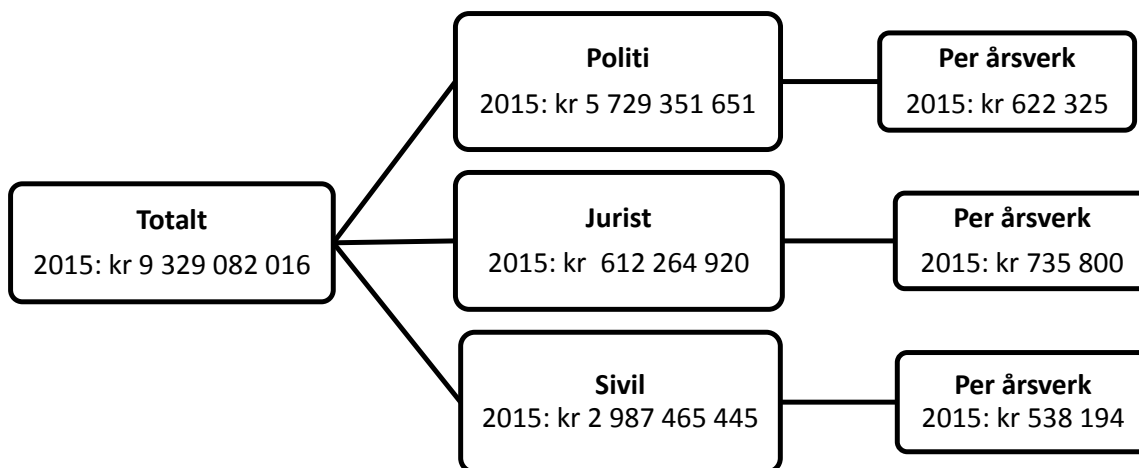 Totalt
2015: kr 9 329 082 016
Politi
2015: kr 5 729 351 651
Per årsverk
2015: kr 622 325
Jurist
2015: kr  612 264 920
Per årsverk
2015: kr 735 800
Sivil
2015: kr 2 987 465 445
Per årsverk
2015: kr 538 194